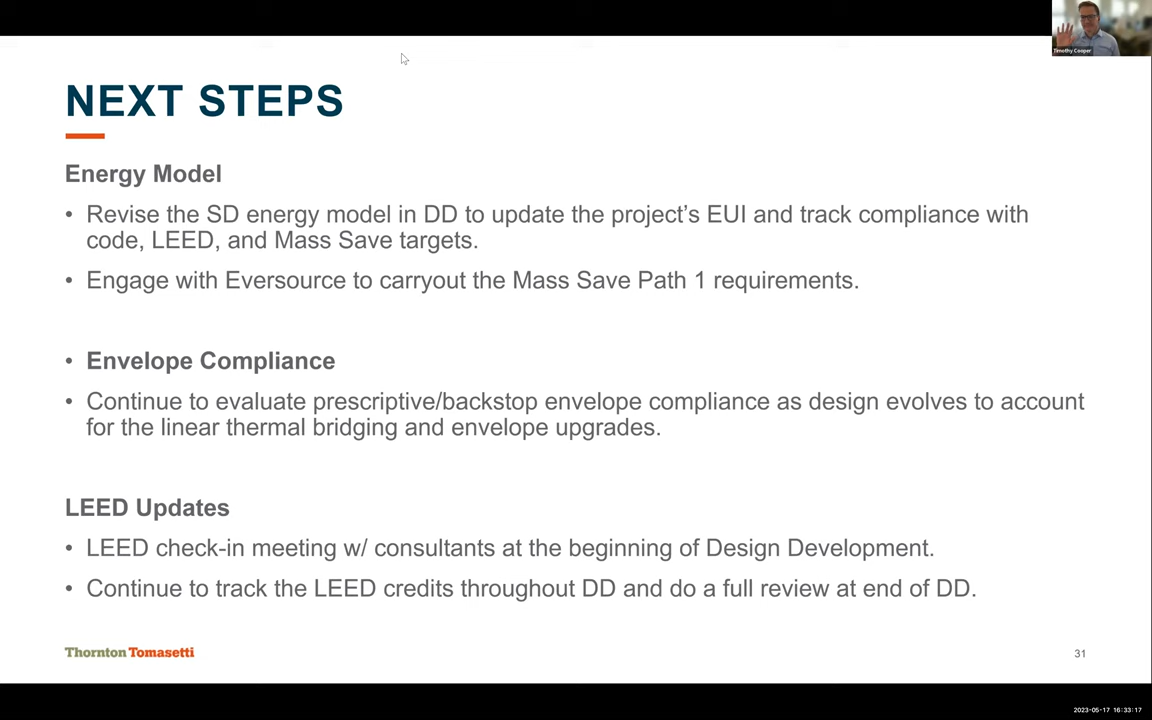 Timothy Cooper
NEXT STEPS
Energy Model
• Revise the SD energy model in DD to update the project's EUI and track compliance with
code, LEED, and Mass Save targets.
• Engage with Eversource to carryout the Mass Save Path 1 requirements.
• Envelope Compliance
• Continue to evaluate prescriptive/backstop envelope compliance as design evolves to account
for the linear thermal bridging and envelope upgrades.
LEED Updates
• LEED check-in meeting w/ consultants at the beginning of Design Development.
• Continue to track the LEED credits throughout DD and do a full review at end of DD.
Thornton Tomasetti
31
2023-05-17 16:33:17